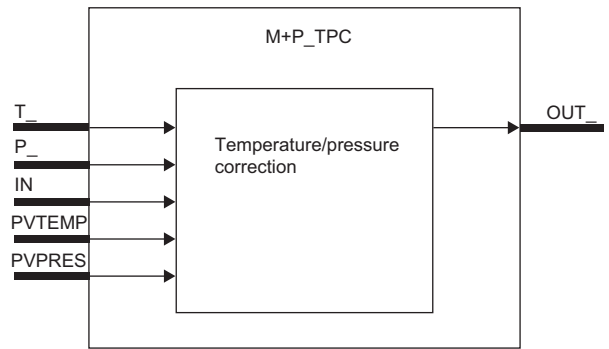 M+P_TPC
T_
P_
IN
PVTEMP
PVPRES
Temperature/pressure
correction
OUT_